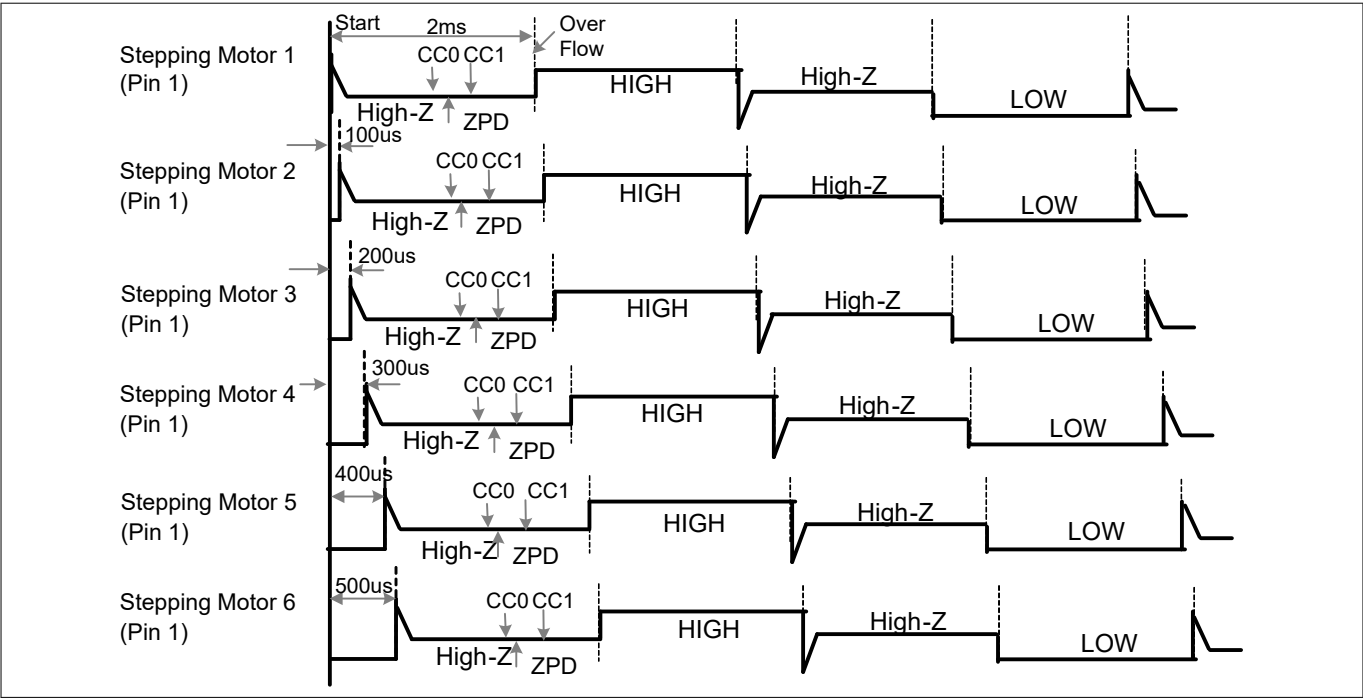 Start
2ms
Over
Flow
Stepping Motor 1
(Pin 1)
CC0 CC1
High-Z
ZPD
HIGH
High-Z
LOW
100us
Stepping Motor 2
(Pin 1)
CC0 CC1
High-Z
ZPD
HIGH
High-Z
LOW
200us
Stepping Motor 3
(Pin 1)
CC0 CC1
High-Z
ZPD
HIGH
High-Z
LOW
300us
Stepping Motor 4
(Pin 1)
CC0 CC1
High-Z
ZPD
HIGH
High-Z
LOW
400us
Stepping Motor 5
(Pin 1)
CC0 CC1
High-Z
ZPD
HIGH
High-Z
LOW
500us
Stepping Motor 6
(Pin 1)
CC0 CC1
High-Z
ZPD
HIGH
High-Z
LOW